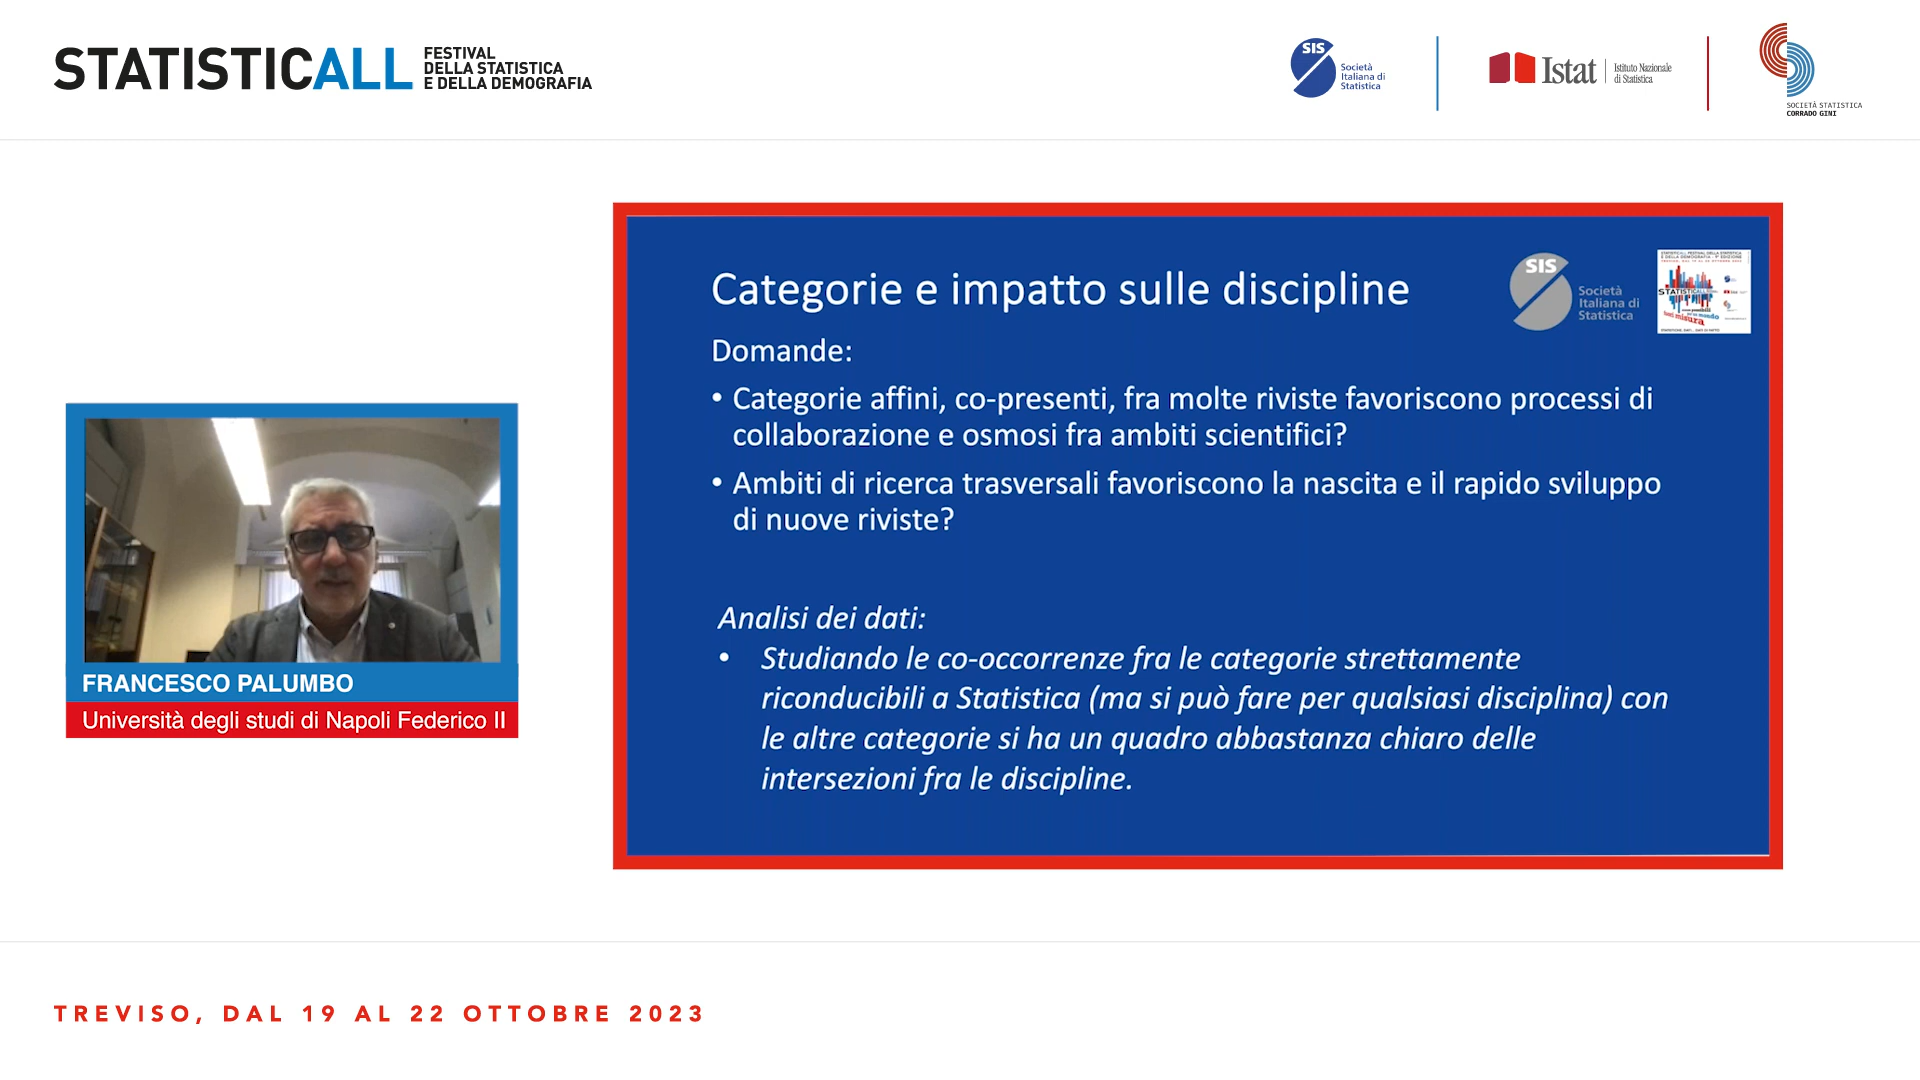 STATISTICALL
FESTIVAL
DELLA STATISTICA
E DELLA DEMOGRAFIA
SIS
Società
Italiana di
Statistica
Istat
Istituto Nazionale
di Statistica
SOCIETÀ STATISTICA
CORRADO GINI
Categorie e impatto sulle discipline
SIS
Società
Italiana di
Statistica
STATISTICALL
Domande:
• Categorie affini, co-presenti, fra molte riviste favoriscono processi di
collaborazione e osmosi fra ambiti scientifici?
• Ambiti di ricerca trasversali favoriscono la nascita e il rapido sviluppo
di nuove riviste?
Analisi dei dati:
• Studiando le co-occorrenze fra le categorie strettamente
riconducibili a Statistica (ma si può fare per qualsiasi disciplina) con
le altre categorie si ha un quadro abbastanza chiaro delle
intersezioni fra le discipline.
FRANCESCO PALUMBO
Università degli studi di Napoli Federico II
TREVISO, DAL 19 AL 22 OTTOBRE 2023